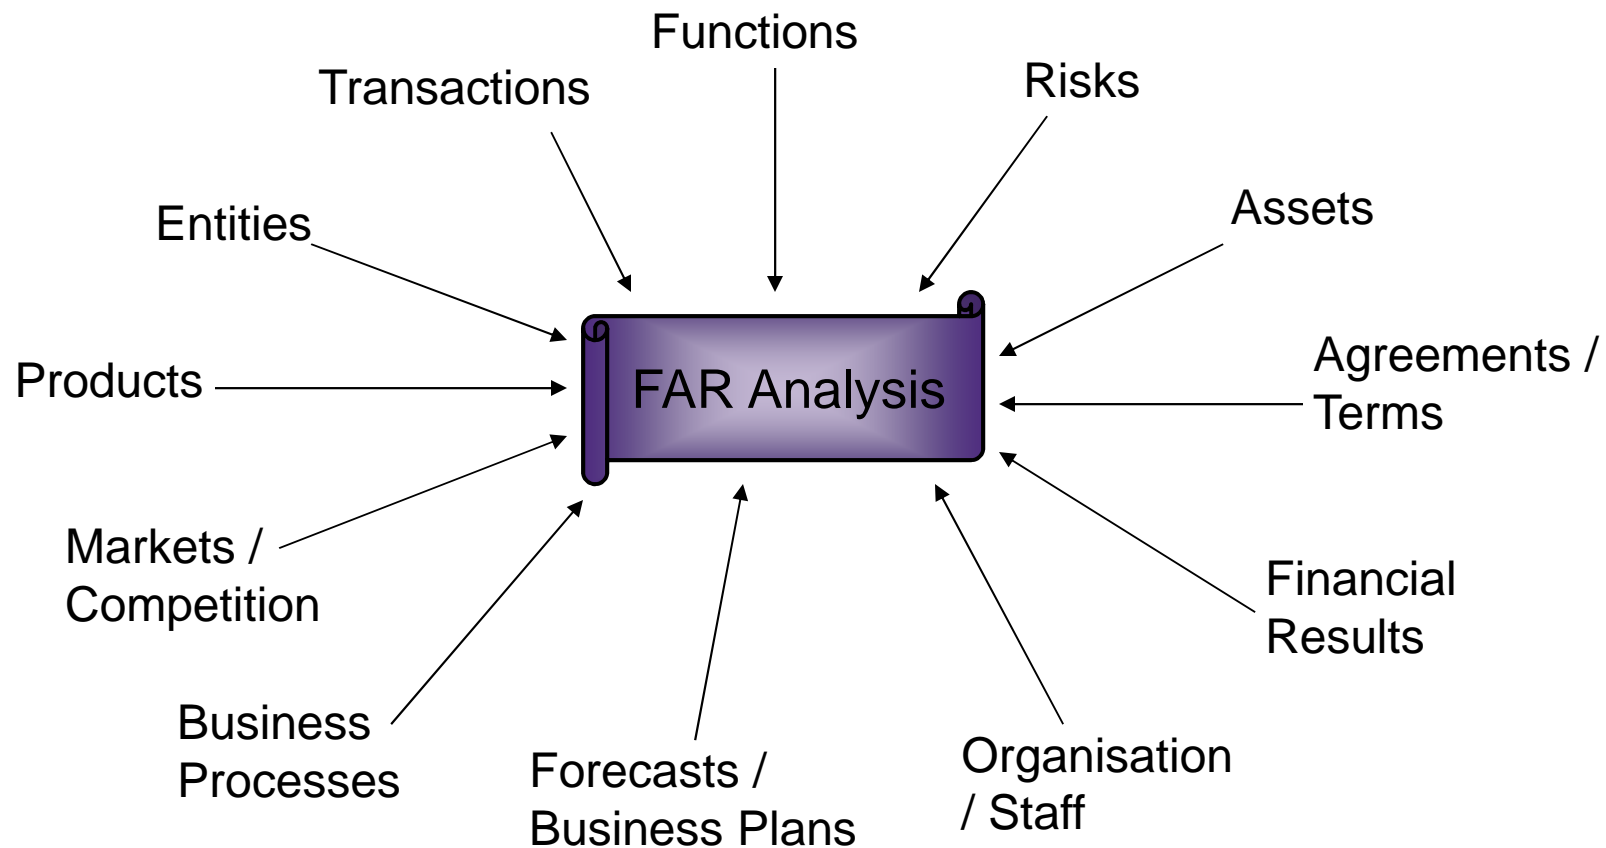 Functions
Transactions
Risks
Entities
Assets
Products
FAR Analysis
Agreements /
Terms
Markets /
Competition
Financial
Results
Business
Processes
Forecasts /
Business Plans
Organisation
/ Staff